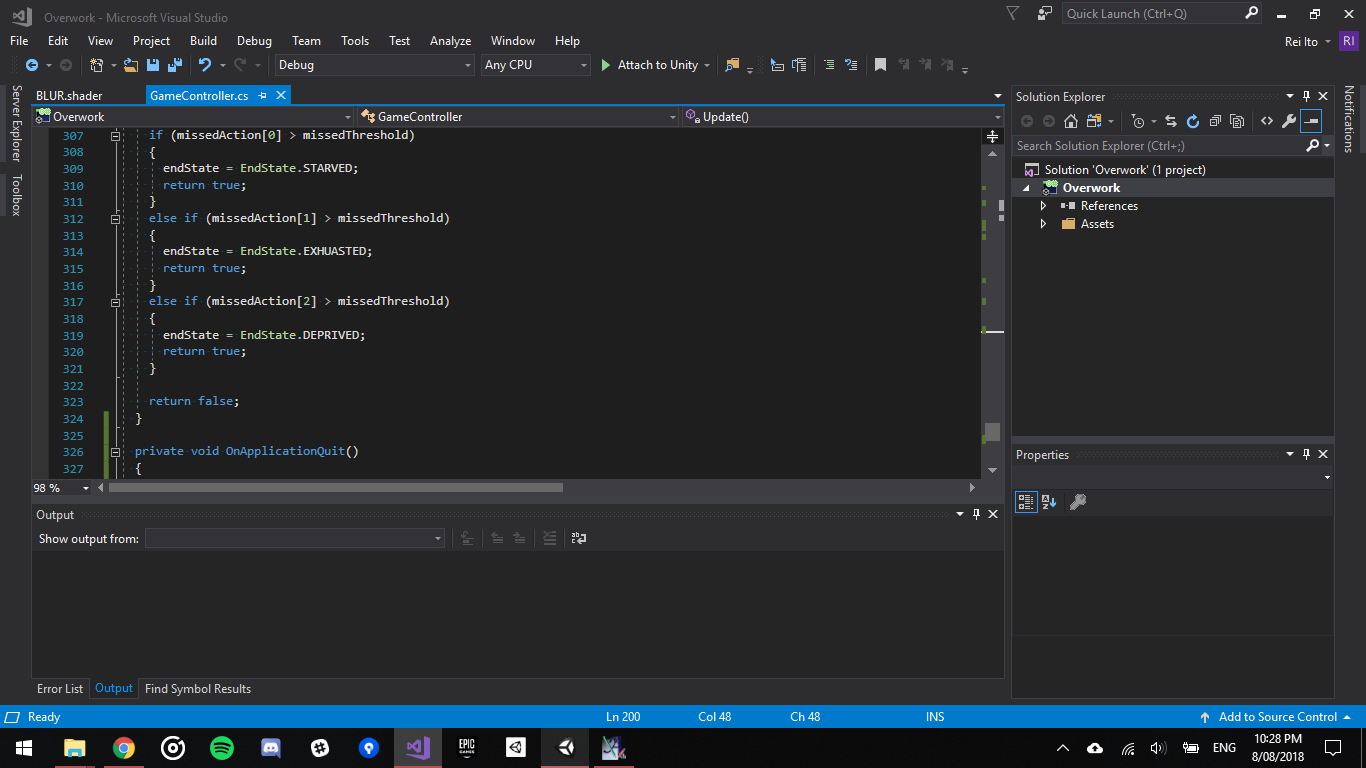 Overwork - Microsoft Visual Studio
Quick Launch (Ctrl+Q)
File Edit View Project Build Debug Team Tools Test Analyze Window Help
Rei Ito RI
Debug Any CPU Attach to Unity
Server Explorer
Toolbox
BLUR.shader GameController.cs
Overwork GameController Update()
307 if (missedAction[0] > missedThreshold)
308 {
309 endState = EndState.STARVED;
310 return true;
311 }
312 else if (missedAction[1] > missedThreshold)
313 {
314 endState = EndState.EXHUASTED;
315 return true;
316 }
317 else if (missedAction[2] > missedThreshold)
318 {
319 endState = EndState.DEPRIVED;
320 return true;
321 }
322
323 return false;
324 }
325
326 private void OnApplicationQuit()
327 {
98 %
Output
Show output from:
Error List Output Find Symbol Results
Solution Explorer
Search Solution Explorer (Ctrl+;)
Solution 'Overwork' (1 project)
Overwork
References
Assets
Properties
Notifications
Ready Ln 200 Col 48 Ch 48 INS Add to Source Control
EPIC GAMES
ENG
10:28 PM
8/08/2018